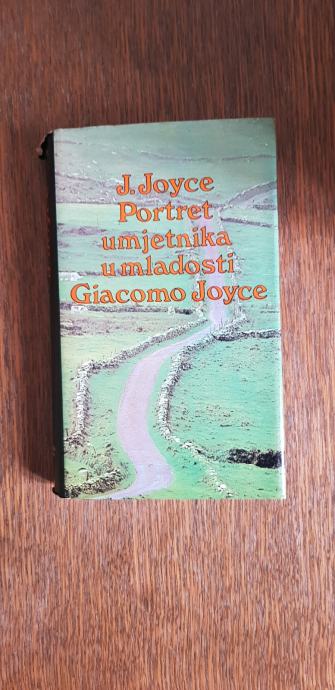 J. Joyce
Portret
umjetnika
u mladosti
Giacomo Joyce